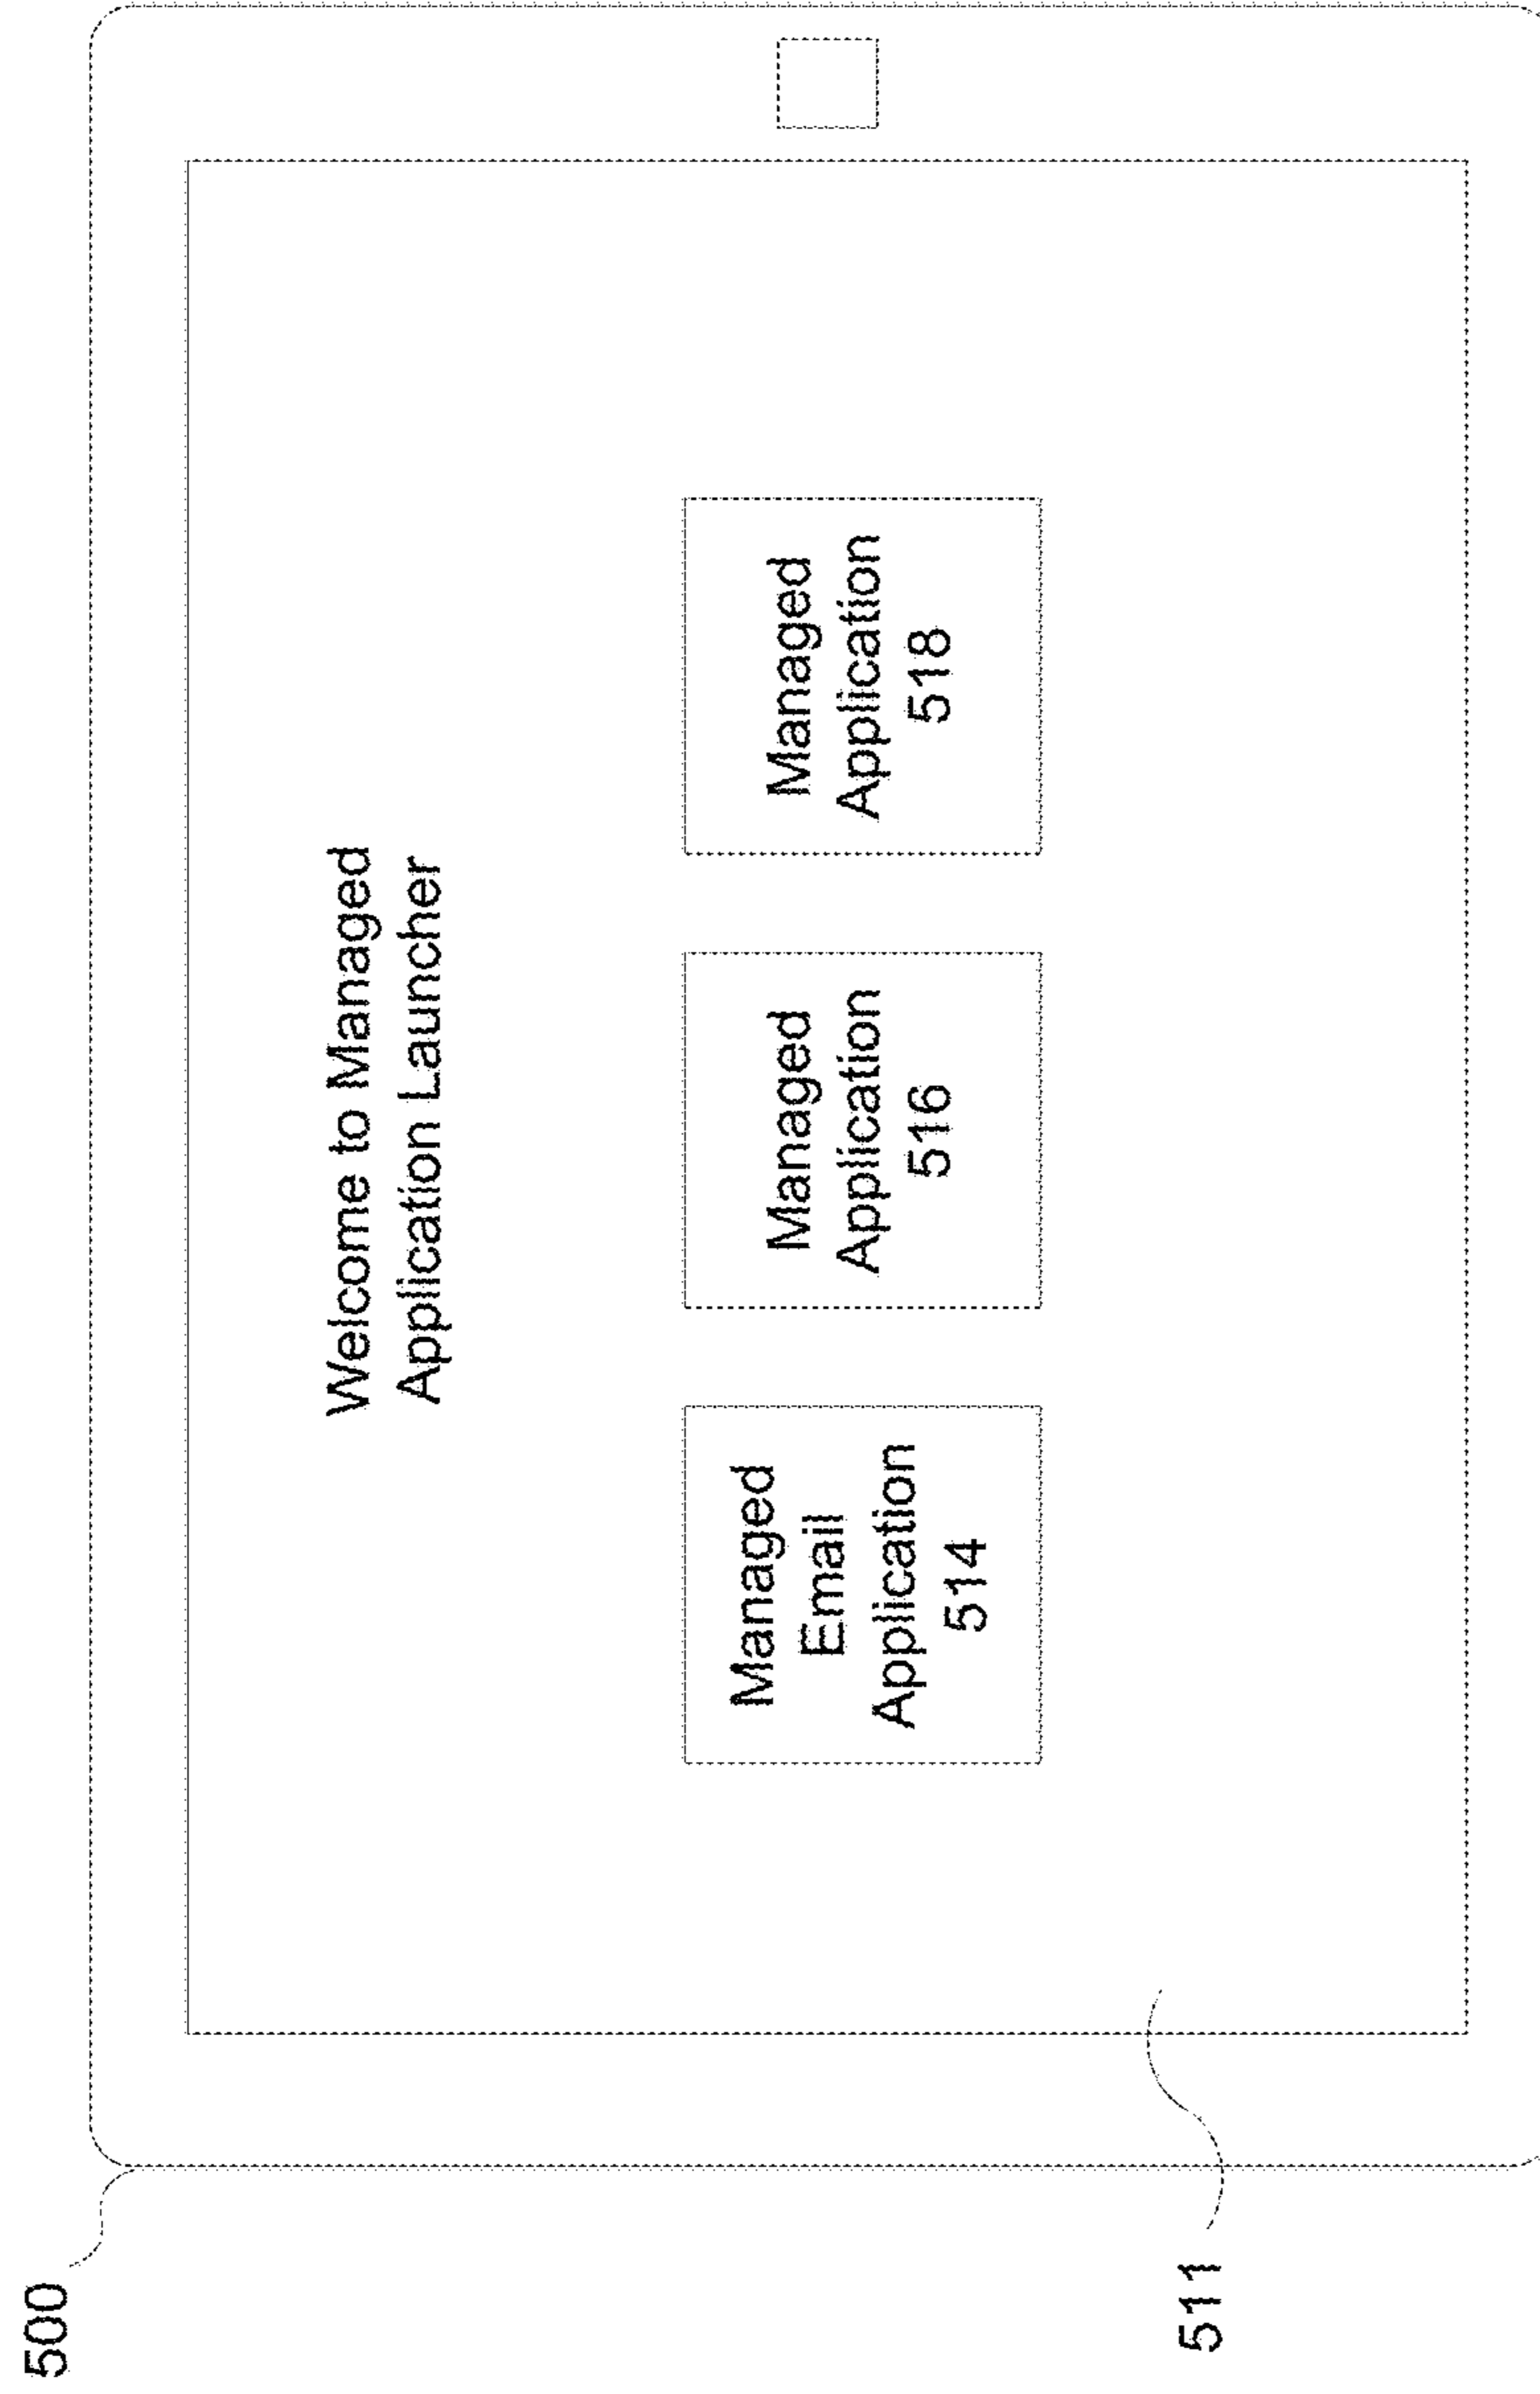 500
Welcome to Managed
Application Launcher
Managed
Email
Application
514
Managed
Application
516
Managed
Application
518
511